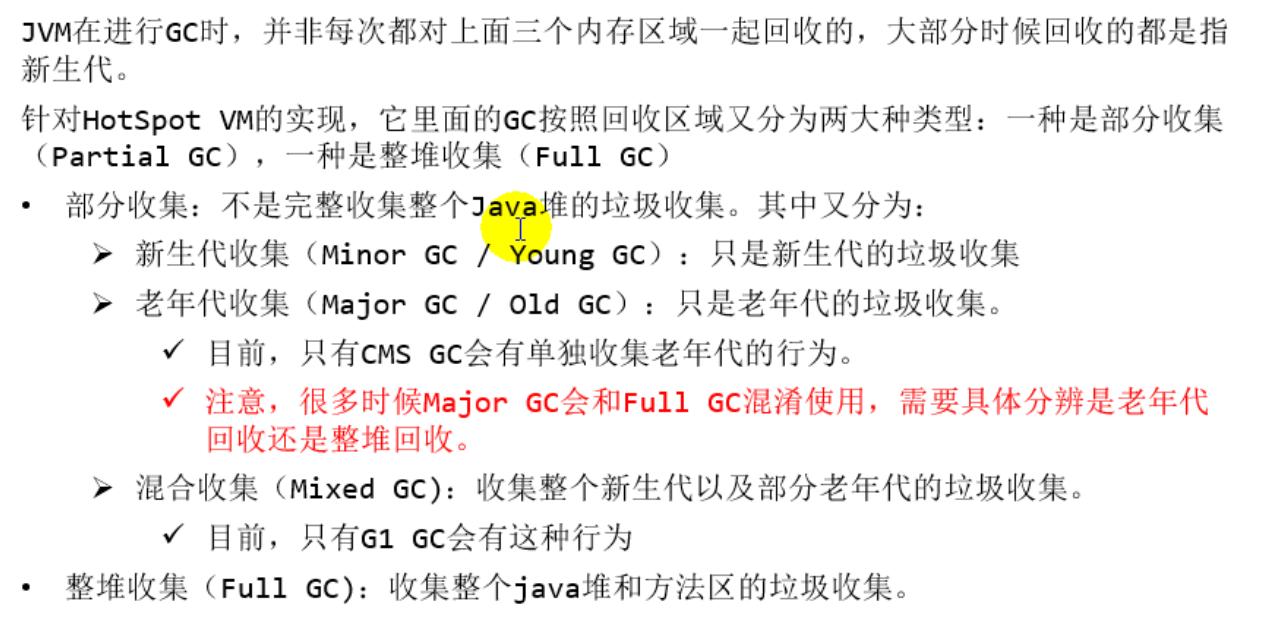 JVM在进行GC时，并非每次都对上面三个内存区域一起回收的，大部分时候回收的都是指
新生代。
针对HotSpot VM的实现，它里面的GC按照回收区域又分为两大种类型：一种是部分收集
（Partial GC），一种是整堆收集（Full GC）
• 部分收集：不是完整收集整个Java堆的垃圾收集。其中又分为：
➢ 新生代收集（Minor GC / Young GC）：只是新生代的垃圾收集
➢ 老年代收集（Major GC / Old GC）：只是老年代的垃圾收集。
✓ 目前，只有CMS GC会有单独收集老年代的行为。
✓ 注意，很多时候Major GC会和Full GC混淆使用，需要具体分辨是老年代
回收还是整堆回收。
➢ 混合收集（Mixed GC)：收集整个新生代以及部分老年代的垃圾收集。
✓ 目前，只有G1 GC会有这种行为
• 整堆收集（Full GC)：收集整个java堆和方法区的垃圾收集。